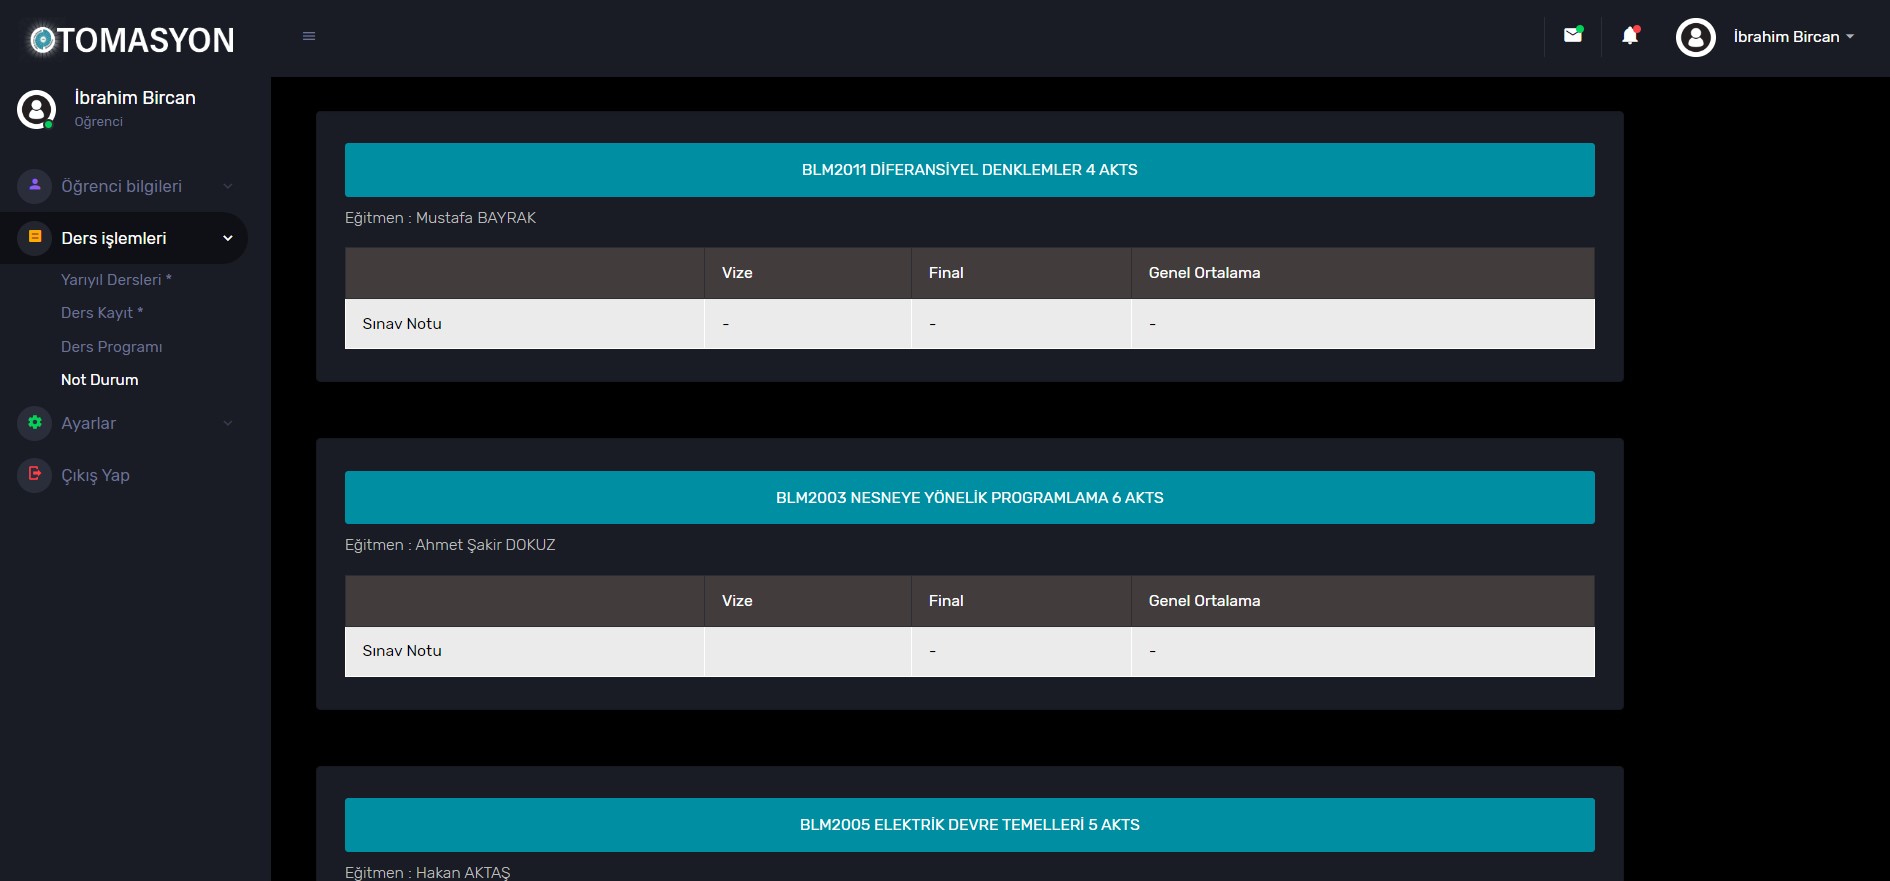 OTOMASYON
İbrahim Bircan
İbrahim Bircan
Öğrenci
Öğrenci bilgileri
Ders işlemleri
Yarıyıl Dersleri *
Ders Kayıt *
Ders Programı
Not Durum
Ayarlar
Çıkış Yap
BLM2011 DİFERANSİYEL DENKLEMLER 4 AKTS
Eğitmen : Mustafa BAYRAK
Vize Final Genel Ortalama
Sınav Notu - - -
BLM2003 NESNEYE YÖNELİK PROGRAMLAMA 6 AKTS
Eğitmen : Ahmet Şakir DOKUZ
Vize Final Genel Ortalama
Sınav Notu - -
BLM2005 ELEKTRİK DEVRE TEMELLERİ 5 AKTS
Eğitmen : Hakan AKTAŞ